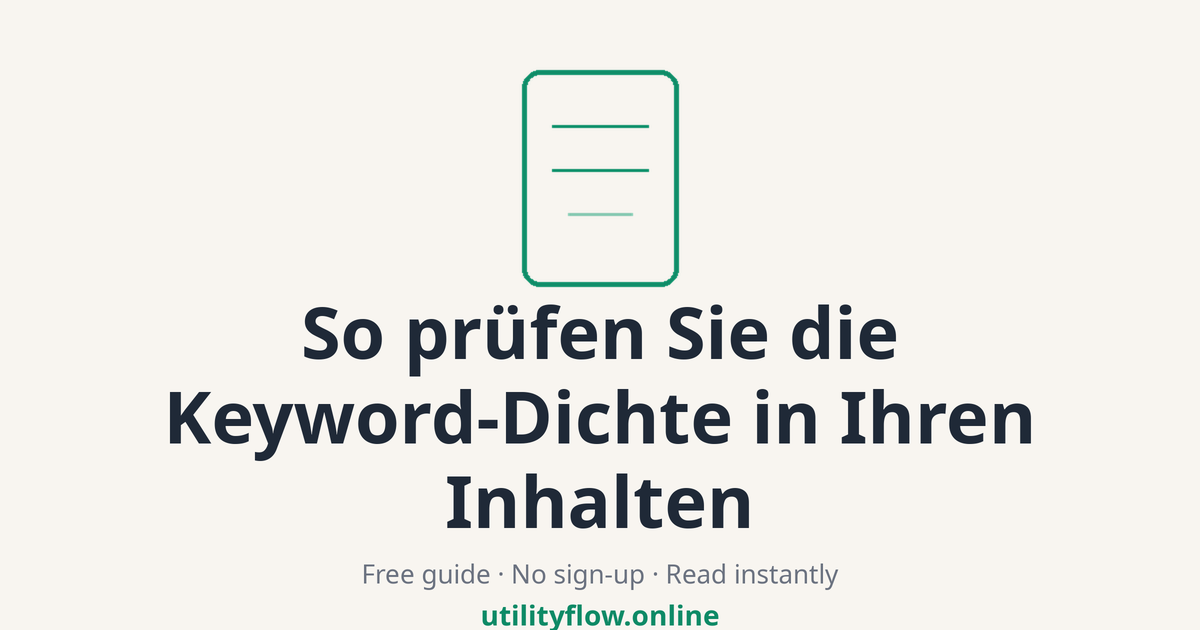 So prüfen Sie die
Keyword-Dichte in Ihren
Inhalten
Free guide · No sign-up · Read instantly
utilityflow.online